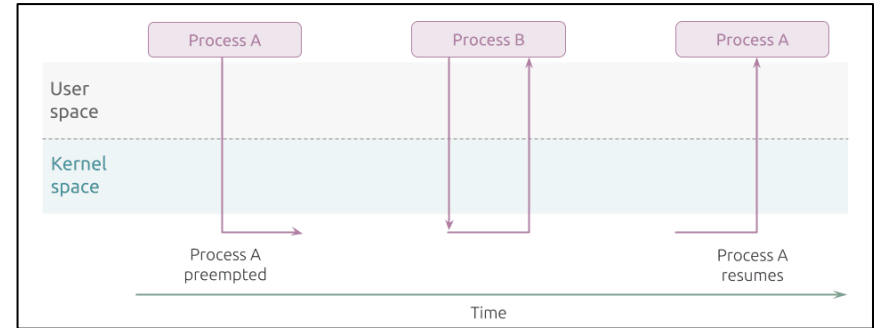 Process A
Process B
Process A
User
space
Kernel
space
Process A
preempted
Process A
resumes
Time